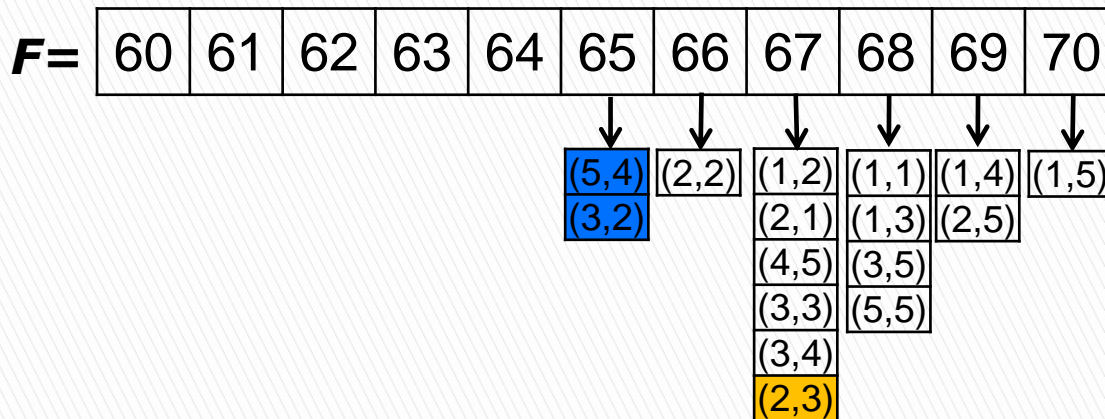 F= 60 61 62 63 64 65 66 67 68 69 70
(5,4) (2,2) (1,2) (1,1) (1,4) (1,5)
(3,2) (2,1) (1,3) (2,5)
(4,5) (3,5)
(3,3) (5,5)
(3,4)
(2,3)